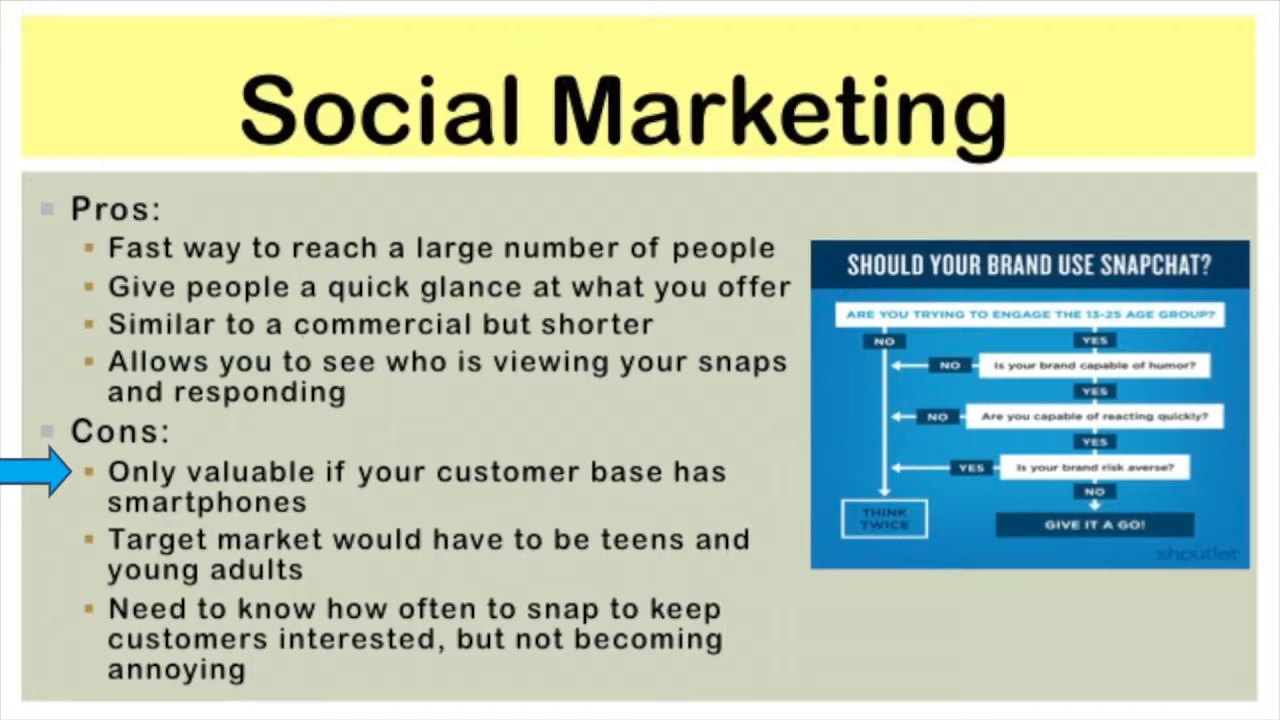 Social Marketing
Pros:
Fast way to reach a large number of people
Give people a quick glance at what you offer
Similar to a commercial but shorter
Allows you to see who is viewing your snaps
and responding
Cons:
Only valuable if your customer base has
smartphones
Target market would have to be teens and
young adults
Need to know how often to snap to keep
customers interested, but not becoming
annoying
SHOULD YOUR BRAND USE SNAPCHAT?
ARE YOU TRYING TO ENGAGE THE 13-25 AGE GROUP?
NO
YES
NO
Is your brand capable of humor?
YES
NO
Are you capable of reacting quickly?
YES
YES
Is your brand risk averse?
NO
THINK
TWICE
GIVE IT A GO!
shoutlet